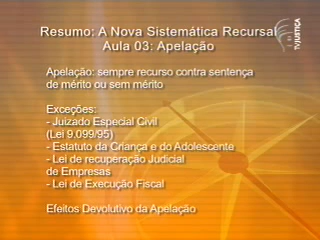 Resumo: A Nova Sistemática Recursal
Aula 03: Apelação
TV JUSTIÇA
Apelação: sempre recurso contra sentença
de mérito ou sem mérito
Exceções:
- Juizado Especial Civil
(Lei 9.099/95)
- Estatuto da Criança e do Adolescente
- Lei de recuperação Judicial
de Empresas
- Lei de Execução Fiscal
Efeitos Devolutivo da Apelação